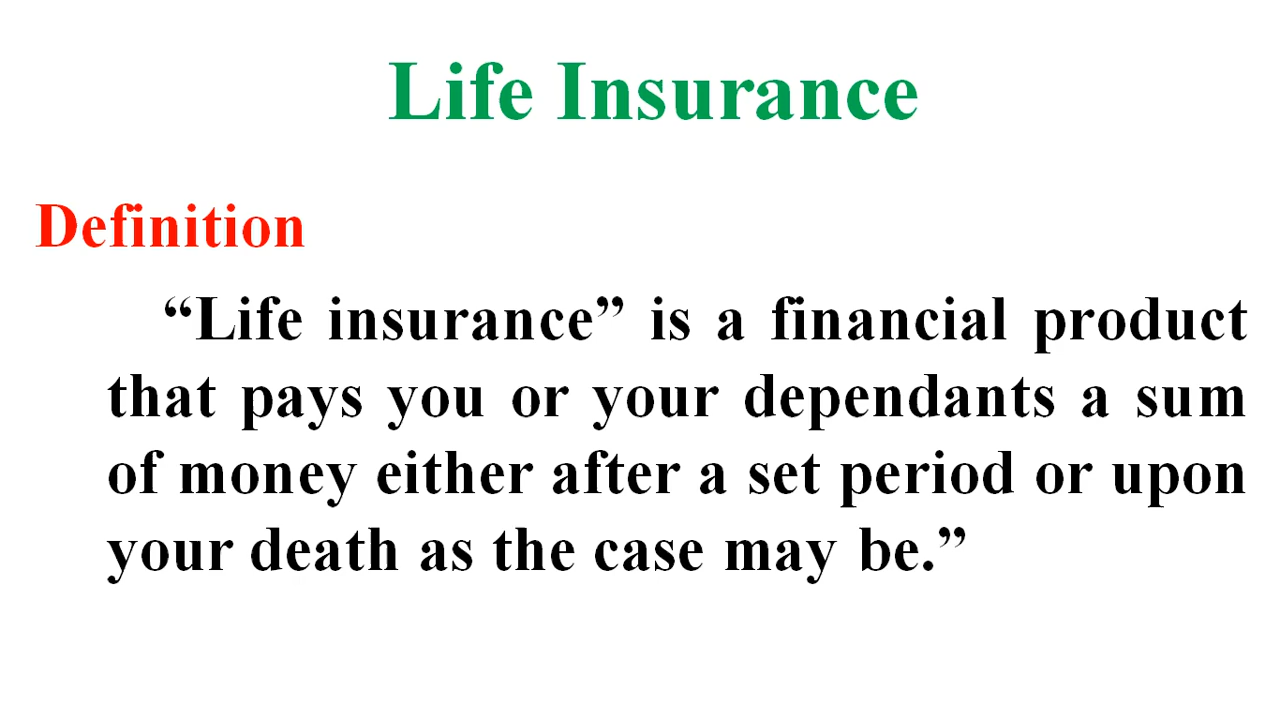 Life Insurance
Definition
“Life insurance” is a financial product
that pays you or your dependants a sum
of money either after a set period or upon
your death as the case may be.”